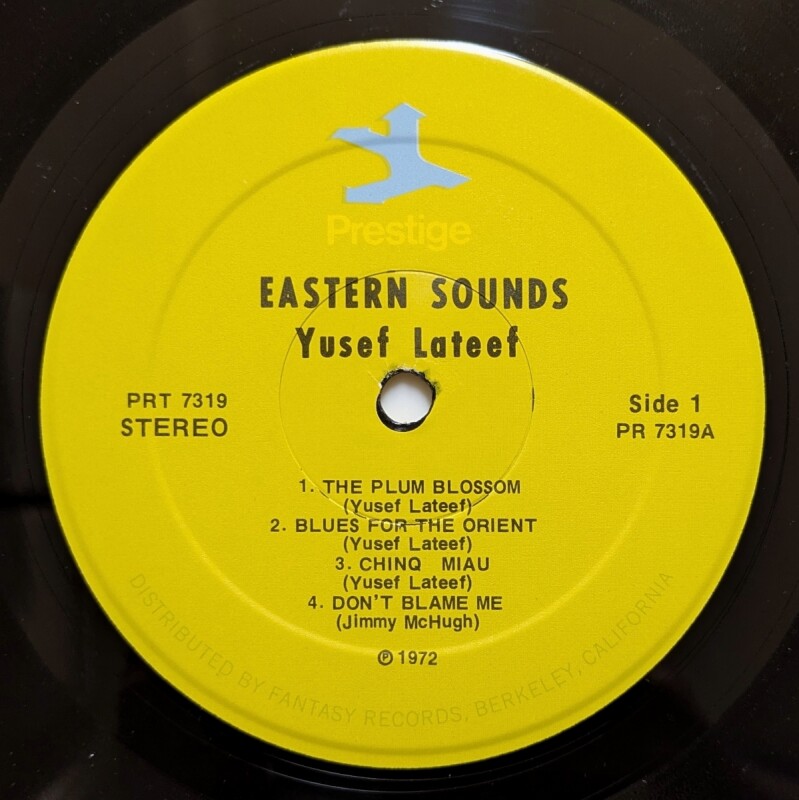 Prestige
EASTERN SOUNDS
Yusef Lateef
PRT 7319
STEREO
Side 1
PR 7319A
1. THE PLUM BLOSSOM
(Yusef Lateef)
2. BLUES FOR THE ORIENT
(Yusef Lateef)
3. CHINQ MIAU
(Yusef Lateef)
4. DON'T BLAME ME
(Jimmy McHugh)
℗ 1972
DISTRIBUTED BY FANTASY RECORDS, BERKELEY, CALIFORNIA